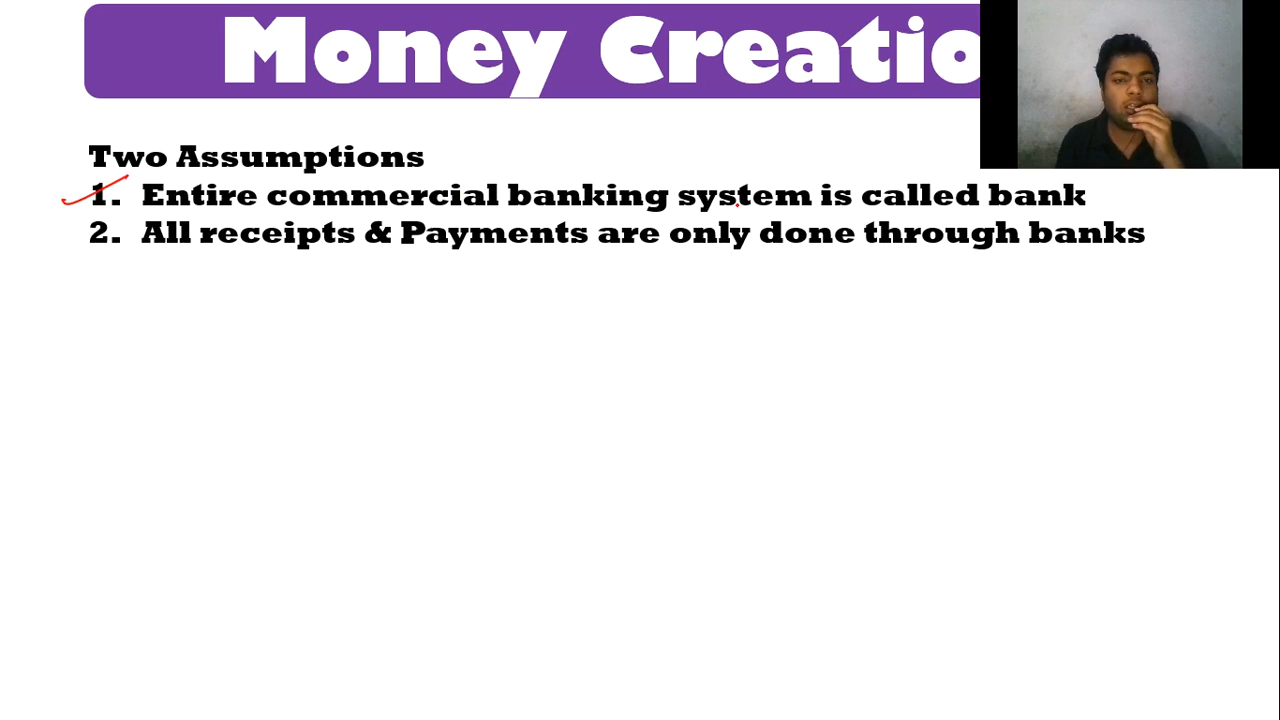 Money Creatio
Two Assumptions
1. Entire commercial banking system is called bank
2. All receipts & Payments are only done through banks